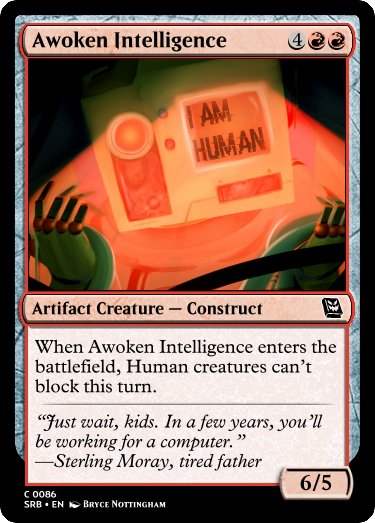 Awoken Intelligence 4
I AM
HUMAN
Artifact Creature — Construct
When Awoken Intelligence enters the
battlefield, Human creatures can't
block this turn.
“Just wait, kids. In a few years, you'll
be working for a computer.”
—Sterling Moray, tired father
6/5
C 0086
SRB • EN Bryce Nottingham